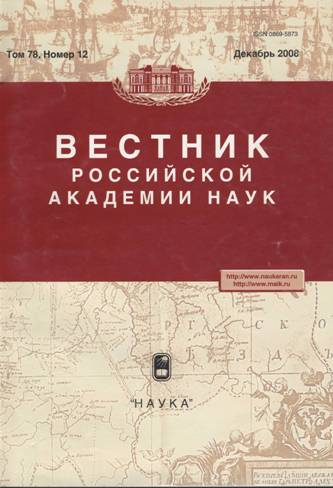 ISSN 0869-5873
Том 78, Номер 12
Декабрь 2008
ВЕСТНИК
РОССИЙСКОЙ
АКАДЕМИИ НАУК
http://www.naukaran.ru
http://www.maik.ru
"НАУКА"